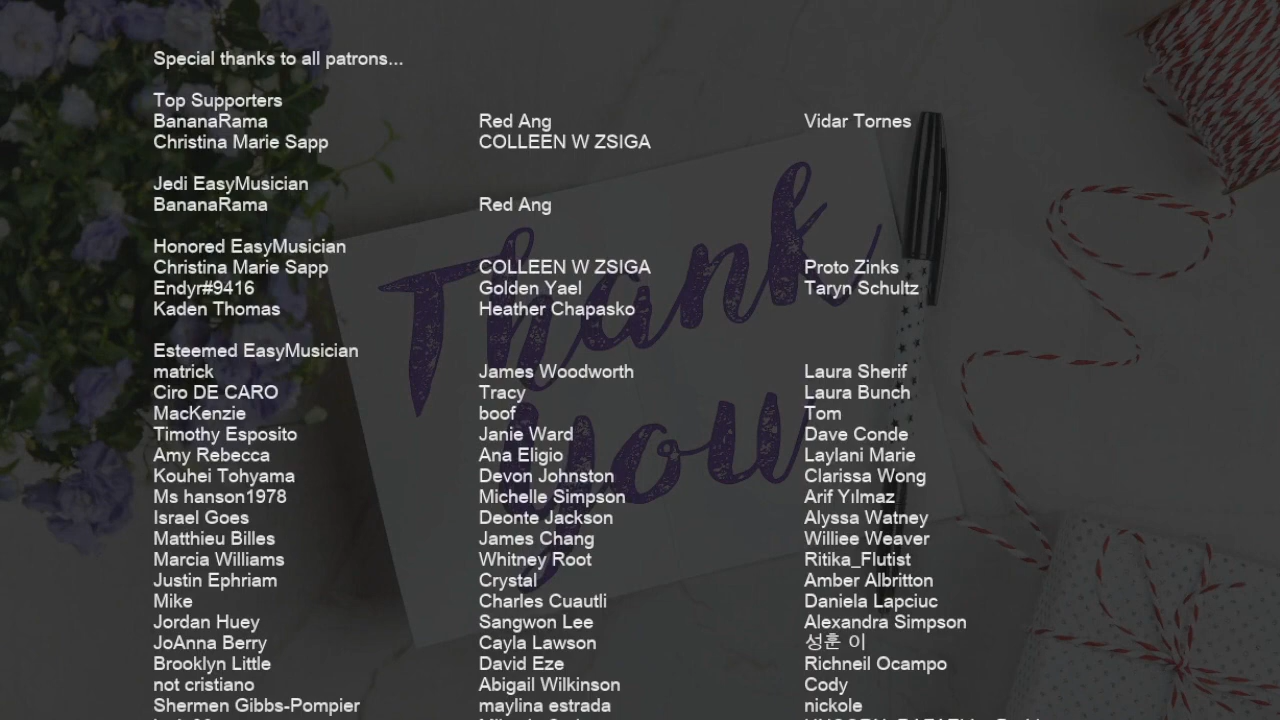 Special thanks to all patrons...
Top Supporters
BananaRama Red Ang Vidar Tornes
Christina Marie Sapp COLLEEN W ZSIGA
Jedi EasyMusician
BananaRama Red Ang
Honored EasyMusician
Christina Marie Sapp COLLEEN W ZSIGA Proto Zinks
Endyr#9416 Golden Yael Taryn Schultz
Kaden Thomas Heather Chapasko
Esteemed EasyMusician
matrick James Woodworth Laura Sherif
Ciro DE CARO Tracy Laura Bunch
MacKenzie boof Tom
Timothy Esposito Janie Ward Dave Conde
Amy Rebecca Ana Eligio Laylani Marie
Kouhei Tohyama Devon Johnston Clarissa Wong
Ms hanson1978 Michelle Simpson Arif Yılmaz
Israel Goes Deonte Jackson Alyssa Watney
Matthieu Billes James Chang Williee Weaver
Marcia Williams Whitney Root Ritika_Flutist
Justin Ephriam Crystal Amber Albritton
Mike Charles Cuautli Daniela Lapciuc
Jordan Huey Sangwon Lee Alexandra Simpson
JoAnna Berry Cayla Lawson 성훈 이
Brooklyn Little David Eze Richneil Ocampo
not cristiano Abigail Wilkinson Cody
Shermen Gibbs-Pompier maylina estrada nickole
Thank
you